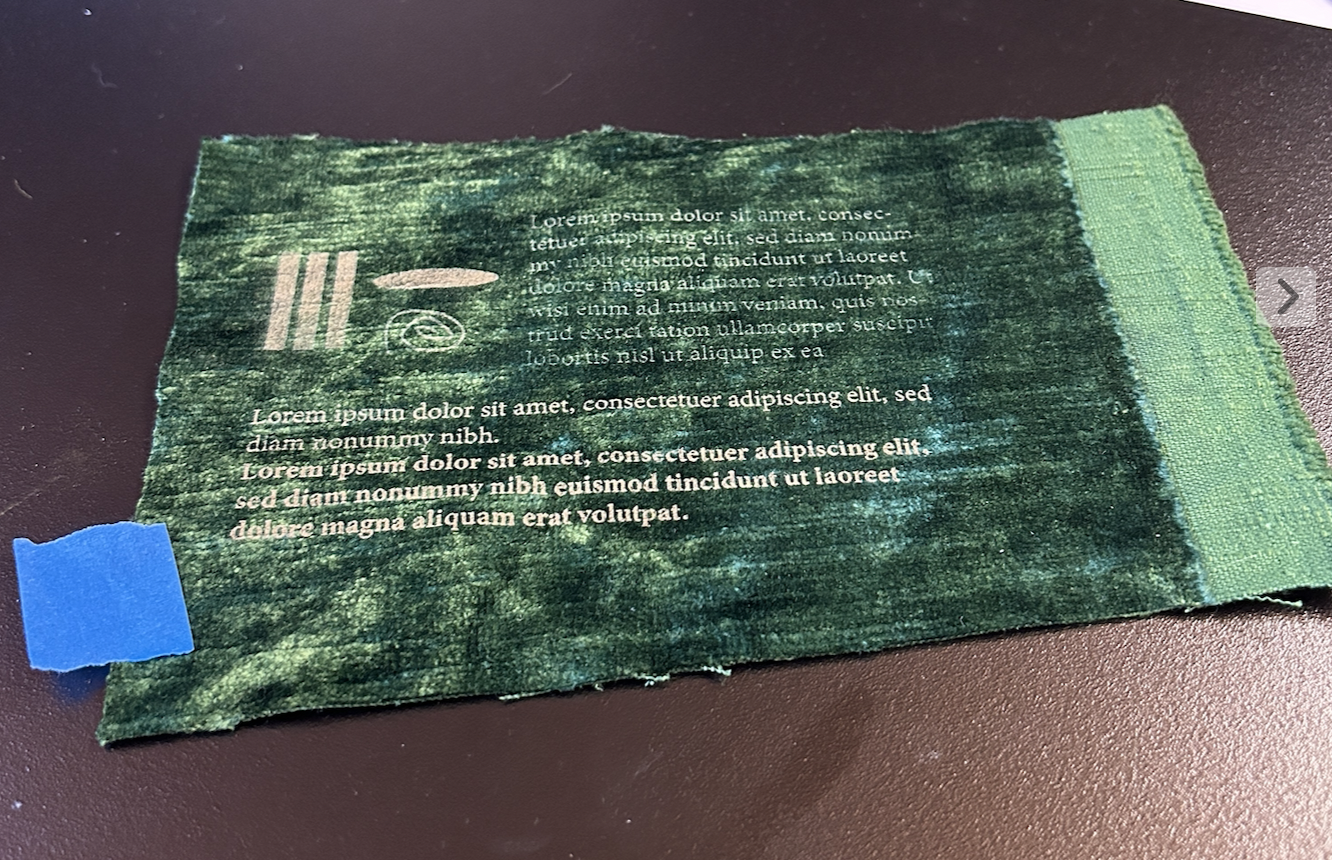 Lorem ipsum dolor sit amet, consec-
tetuer adipiscing elit, sed diam nonum-
my nibh euismod tincidunt ut laoreet
dolore magna aliquam erat volutpat. Ut
wisi enim ad minim veniam, quis nos-
trud exerci tation ullamcorper suscipit
lobortis nisl ut aliquip ex ea
Lorem ipsum dolor sit amet, consectetuer adipiscing elit, sed
diam nonummy nibh.
Lorem ipsum dolor sit amet, consectetuer adipiscing elit,
sed diam nonummy nibh euismod tincidunt ut laoreet
dolore magna aliquam erat volutpat.